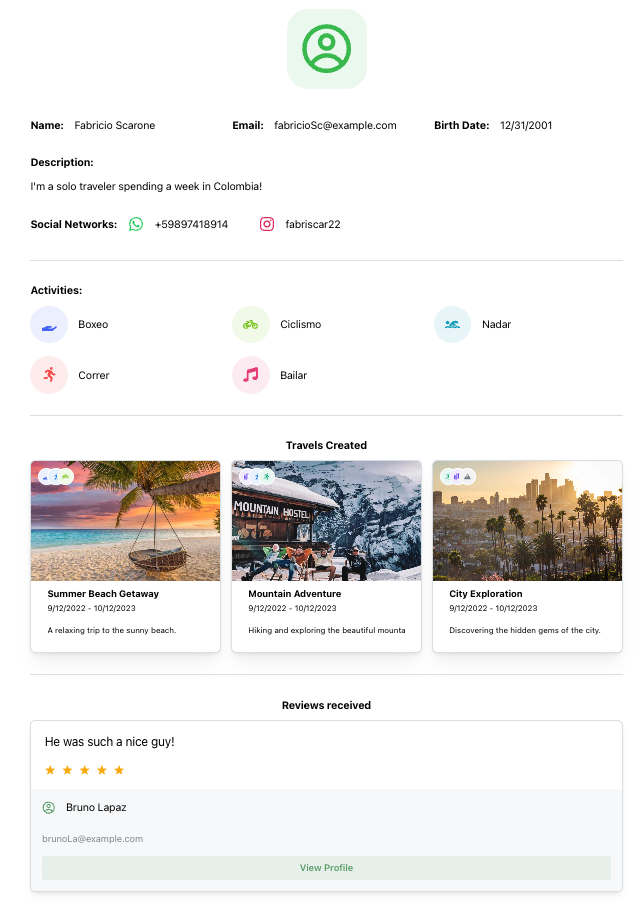 Name: Fabricio Scarone Email: fabricioSc@example.com Birth Date: 12/31/2001
Description:
I'm a solo traveler spending a week in Colombia!
Social Networks: +59897418914 fabriscar22
Activities:
Boxeo Ciclismo Nadar
Correr Bailar
Travels Created
MOUNTAIN HOSTEL
Summer Beach Getaway
9/12/2022 - 10/12/2023
A relaxing trip to the sunny beach.
Mountain Adventure
9/12/2022 - 10/12/2023
Hiking and exploring the beautiful mounta
City Exploration
9/12/2022 - 10/12/2023
Discovering the hidden gems of the city.
Reviews received
He was such a nice guy!
Bruno Lapaz
brunoLa@example.com
View Profile